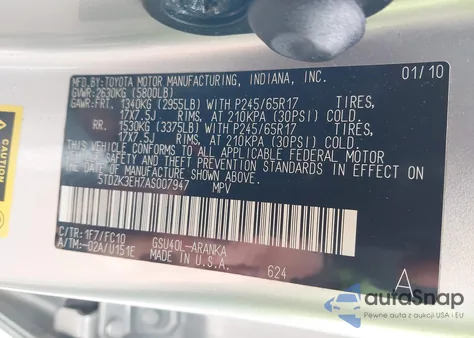 MFD.BY: TOYOTA MOTOR MANUFACTURING, INDIANA, INC. 01/10
GVWR: 2630KG (5800LB)
GAWR: FRT. 1340KG (2955LB) WITH P245/65R17 TIRES,
17X7.5J RIMS, AT 210KPA (30PSI) COLD.
RR. 1530KG (3375LB) WITH P245/65R17 TIRES,
17X7.5J RIMS, AT 210KPA (30PSI) COLD.
THIS VEHICLE CONFORMS TO ALL APPLICABLE FEDERAL MOTOR
VEHICLE SAFETY AND THEFT PREVENTION STANDARDS IN EFFECT ON
THE DATE OF MANUFACTURE SHOWN ABOVE.
5TDZK3EH7AS007947 MPV
C/TR: 1F7/FC10 GSU40L-ARANKA
A/TM: -02A/U151E MADE IN U.S.A. 624 A
CAUTION
autoSnap
Pewne auta z aukcji USA i EU